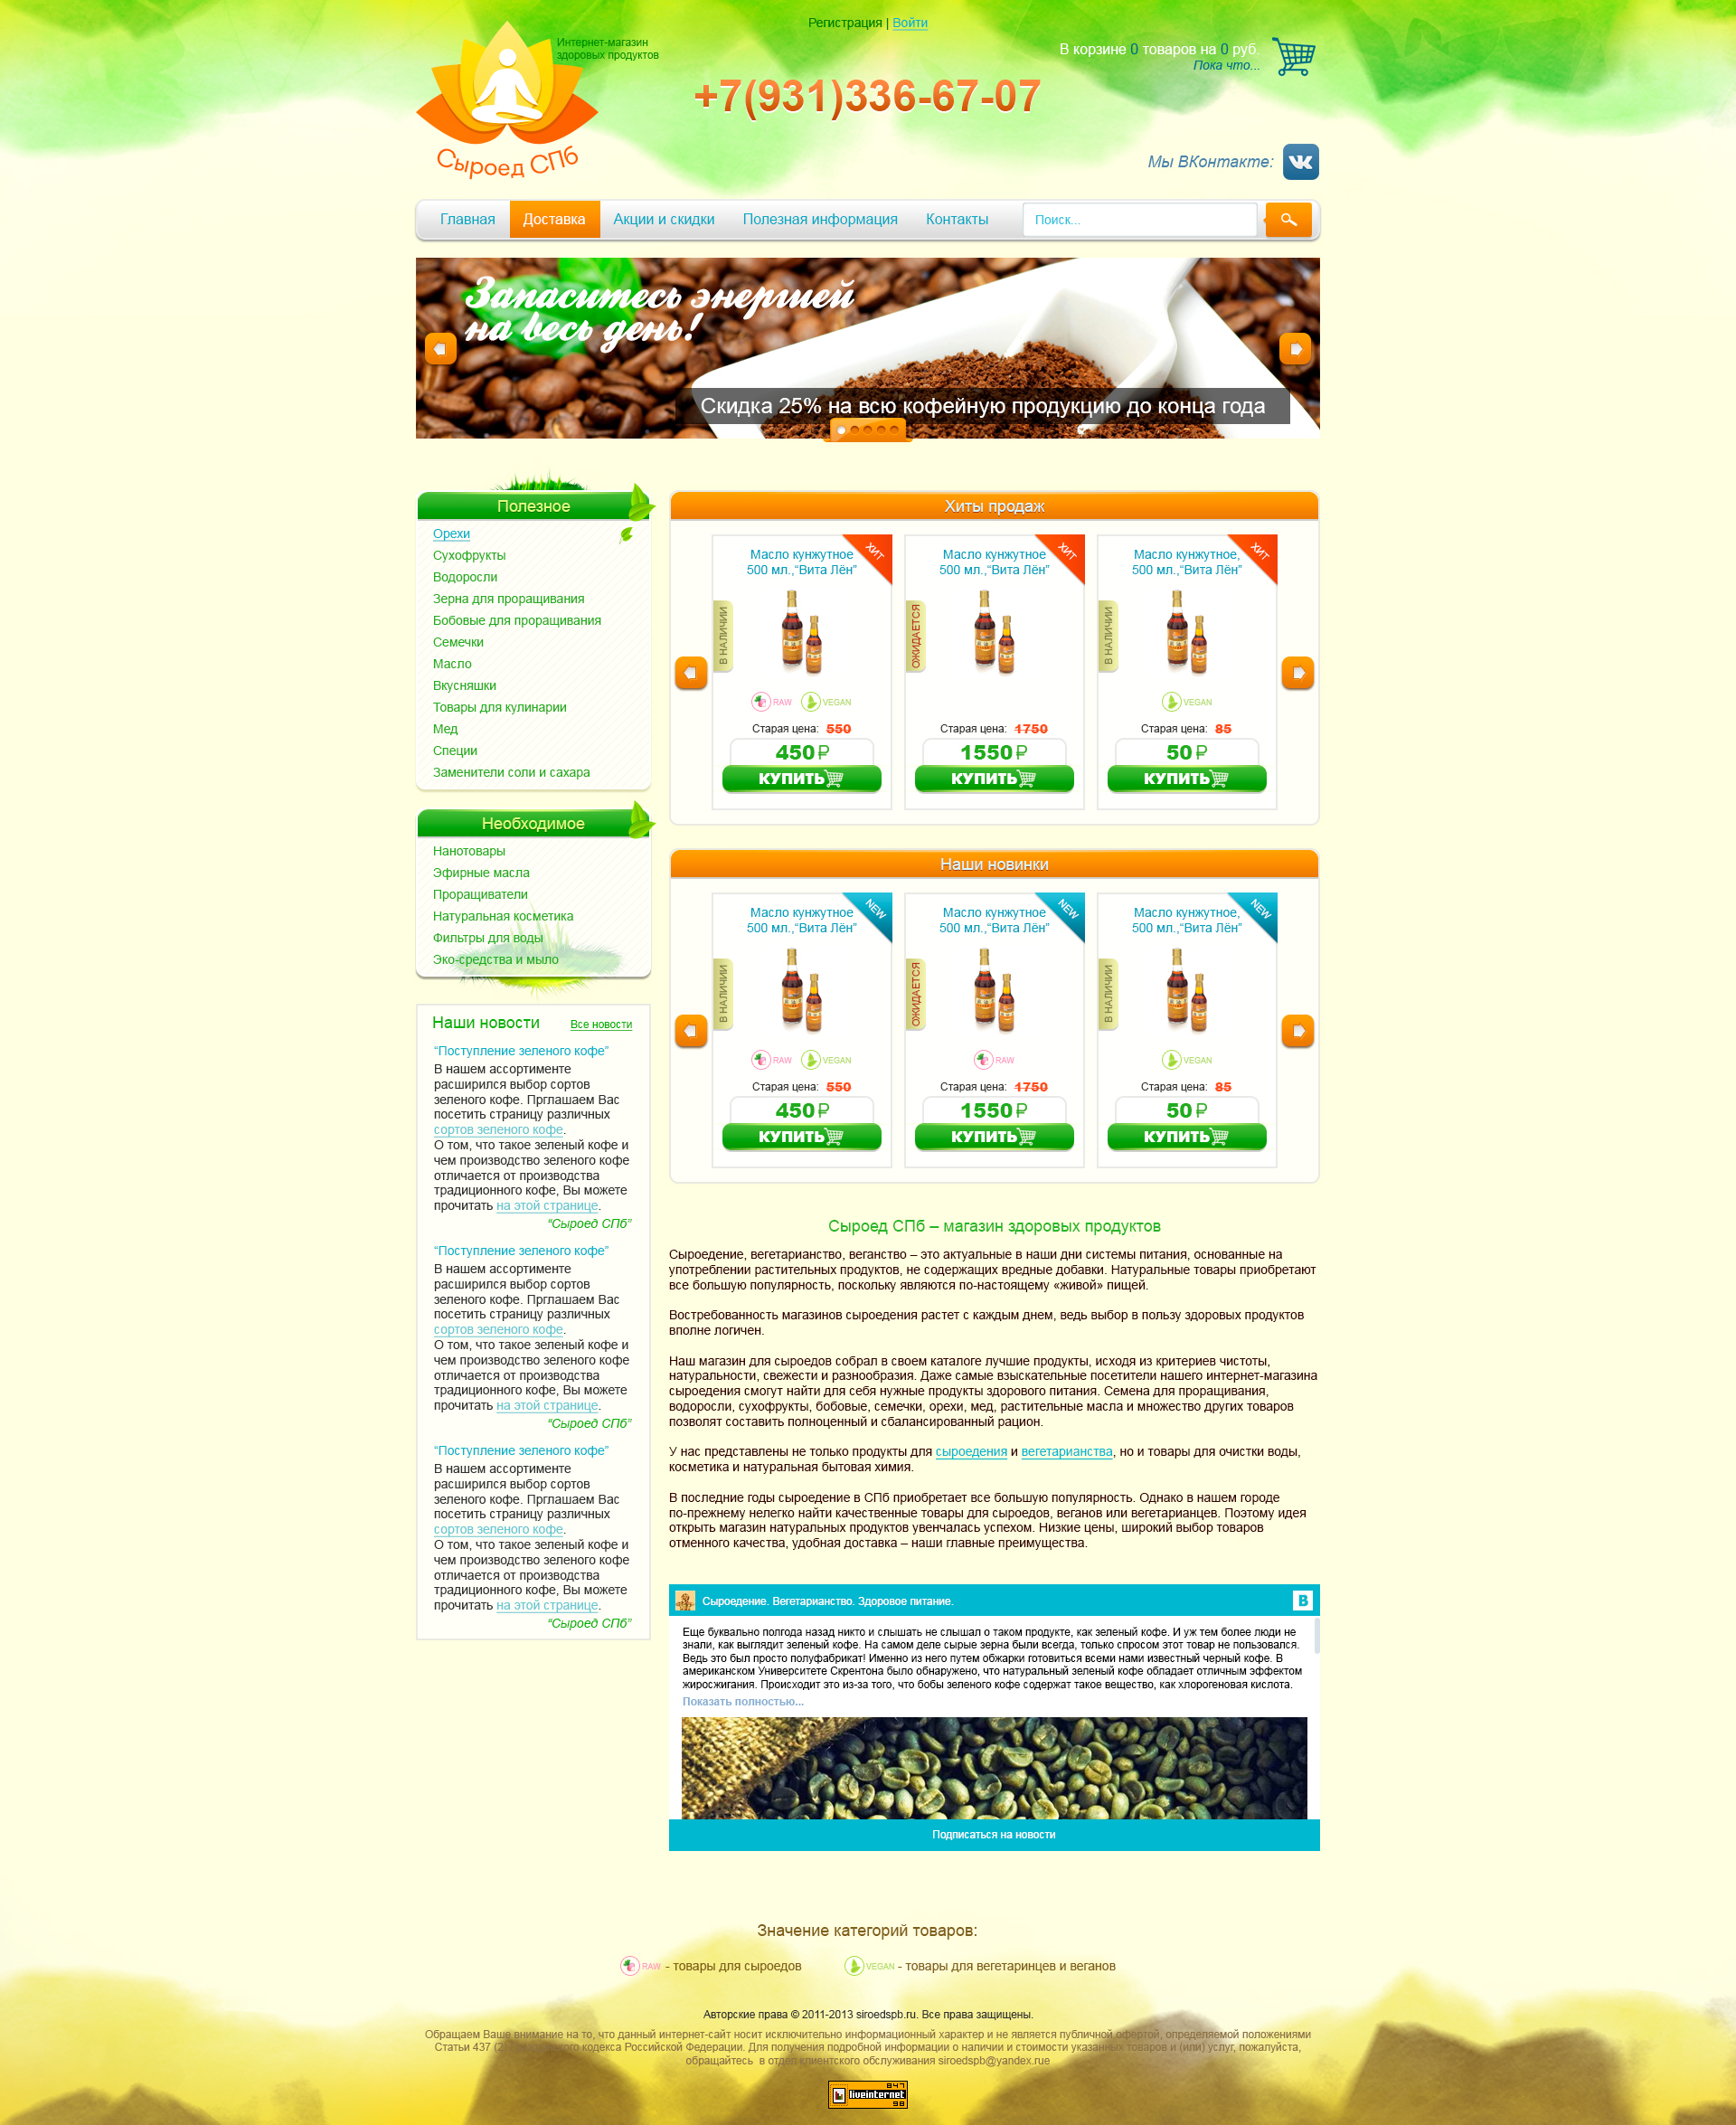 Регистрация | Войти
Интернет-магазин
здоровых продуктов
Сыроед СПб
+7(931)336-67-07
В корзине 0 товаров на 0 руб.
Пока что...
Мы ВКонтакте:
Главная
Доставка
Акции и скидки
Полезная информация
Контакты
Поиск...
Запаситесь энергией
на весь день!
Скидка 25% на всю кофейную продукцию до конца года
Полезное
Орехи
Сухофрукты
Водоросли
Зерна для проращивания
Бобовые для проращивания
Семечки
Масло
Вкусняшки
Товары для кулинарии
Мед
Специи
Заменители соли и сахара
Необходимое
Нанотовары
Эфирные масла
Проращиватели
Натуральная косметика
Фильтры для воды
Эко-средства и мыло
Наши новости
Все новости
“Поступление зеленого кофе”
В нашем ассортименте
расширился выбор сортов
зеленого кофе. Прглашаем Вас
посетить страницу различных
сортов зеленого кофе.
О том, что такое зеленый кофе и
чем производство зеленого кофе
отличается от производства
традиционного кофе, Вы можете
прочитать на этой странице.
“Сыроед СПб”
“Поступление зеленого кофе”
В нашем ассортименте
расширился выбор сортов
зеленого кофе. Прглашаем Вас
посетить страницу различных
сортов зеленого кофе.
О том, что такое зеленый кофе и
чем производство зеленого кофе
отличается от производства
традиционного кофе, Вы можете
прочитать на этой странице.
“Сыроед СПб”
“Поступление зеленого кофе”
В нашем ассортименте
расширился выбор сортов
зеленого кофе. Прглашаем Вас
посетить страницу различных
сортов зеленого кофе.
О том, что такое зеленый кофе и
чем производство зеленого кофе
отличается от производства
традиционного кофе, Вы можете
прочитать на этой странице.
“Сыроед СПб”
Хиты продаж
Масло кунжутное
500 мл.,“Вита Лён”
ХИТ
В НАЛИЧИИ
RAW
VEGAN
Старая цена: 550
450 ₽
КУПИТЬ
Масло кунжутное
500 мл.,“Вита Лён”
ХИТ
ОЖИДАЕТСЯ
Старая цена: 1750
1550 ₽
КУПИТЬ
Масло кунжутное,
500 мл.,“Вита Лён”
ХИТ
В НАЛИЧИИ
VEGAN
Старая цена: 85
50 ₽
КУПИТЬ
Наши новинки
Масло кунжутное
500 мл.,“Вита Лён”
NEW
В НАЛИЧИИ
RAW
VEGAN
Старая цена: 550
450 ₽
КУПИТЬ
Масло кунжутное
500 мл.,“Вита Лён”
NEW
ОЖИДАЕТСЯ
RAW
Старая цена: 1750
1550 ₽
КУПИТЬ
Масло кунжутное,
500 мл.,“Вита Лён”
NEW
В НАЛИЧИИ
VEGAN
Старая цена: 85
50 ₽
КУПИТЬ
Сыроед СПб – магазин здоровых продуктов
Сыроедение, вегетарианство, веганство – это актуальные в наши дни системы питания, основанные на
употреблении растительных продуктов, не содержащих вредные добавки. Натуральные товары приобретают
все большую популярность, поскольку являются по-настоящему «живой» пищей.
Востребованность магазинов сыроедения растет с каждым днем, ведь выбор в пользу здоровых продуктов
вполне логичен.
Наш магазин для сыроедов собрал в своем каталоге лучшие продукты, исходя из критериев чистоты,
натуральности, свежести и разнообразия. Даже самые взыскательные посетители нашего интернет-магазина
сыроедения смогут найти для себя нужные продукты здорового питания. Семена для проращивания,
водоросли, сухофрукты, бобовые, семечки, орехи, мед, растительные масла и множество других товаров
позволят составить полноценный и сбалансированный рацион.
У нас представлены не только продукты для сыроедения и вегетарианства, но и товары для очистки воды,
косметика и натуральная бытовая химия.
В последние годы сыроедение в СПб приобретает все большую популярность. Однако в нашем городе
по-прежнему нелегко найти качественные товары для сыроедов, веганов или вегетарианцев. Поэтому идея
открыть магазин натуральных продуктов увенчалась успехом. Низкие цены, широкий выбор товаров
отменного качества, удобная доставка – наши главные преимущества.
Сыроедение. Вегетарианство. Здоровое питание.
В
Еще буквально полгода назад никто и слышать не слышал о таком продукте, как зеленый кофе. И уж тем более люди не
знали, как выглядит зеленый кофе. На самом деле сырые зерна были всегда, только спросом этот товар не пользовался.
Ведь это был просто полуфабрикат! Именно из него путем обжарки готовиться всеми нами известный черный кофе. В
американском Университете Скрентона было обнаружено, что натуральный зеленый кофе обладает отличным эффектом
жиросжигания. Происходит это из-за того, что бобы зеленого кофе содержат такое вещество, как хлорогеновая кислота.
Показать полностью...
Подписаться на новости
Значение категорий товаров:
RAW - товары для сыроедов
VEGAN - товары для вегетаринцев и веганов
Авторские права © 2011-2013 siroedspb.ru. Все права защищены.
Обращаем Ваше внимание на то, что данный интернет-сайт носит исключительно информационный характер и не является публичной офертой, определяемой положениями
Статьи 437 (2) кодекса Российской Федерации. Для получения подробной информации о наличии и стоимости указанных товаров и (или) услуг, пожалуйста,
обращайтесь в отдел клиентского обслуживания siroedspb@yandex.rue
847
liveinternet
98